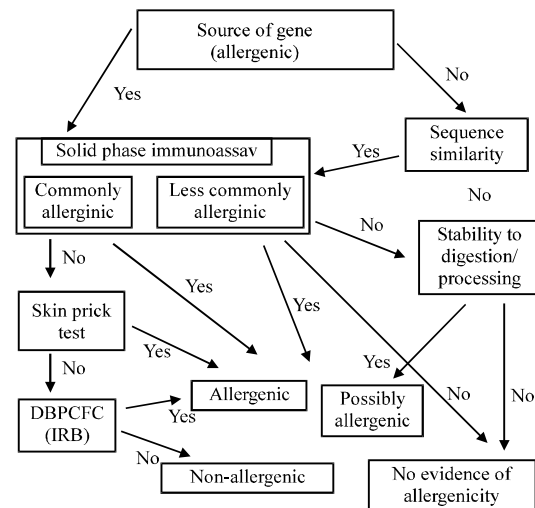 Source of gene
(allergenic)
Yes
No
Solid phase immunoassav
Commonly
allerginic
Less commonly
allerginic
Yes
Sequence
similarity
No
No
Stability to
digestion/
processing
No
Yes
Yes
Skin prick
test
Yes
Yes
No
DBPCFC
(IRB)
Yes
Allergenic
Possibly
allergenic
No
No
No
Non-allergenic
No evidence of
allergenicity